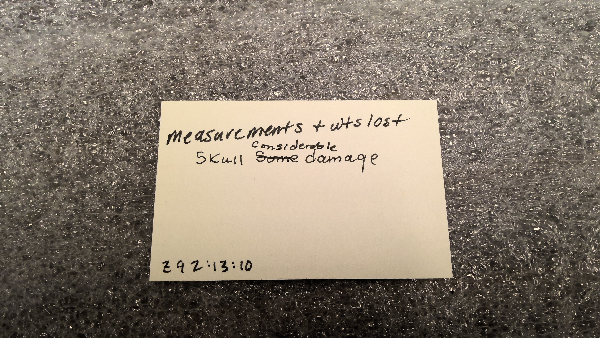 measurements + wts lost
considerable
Skull Some damage
Z92:13:10